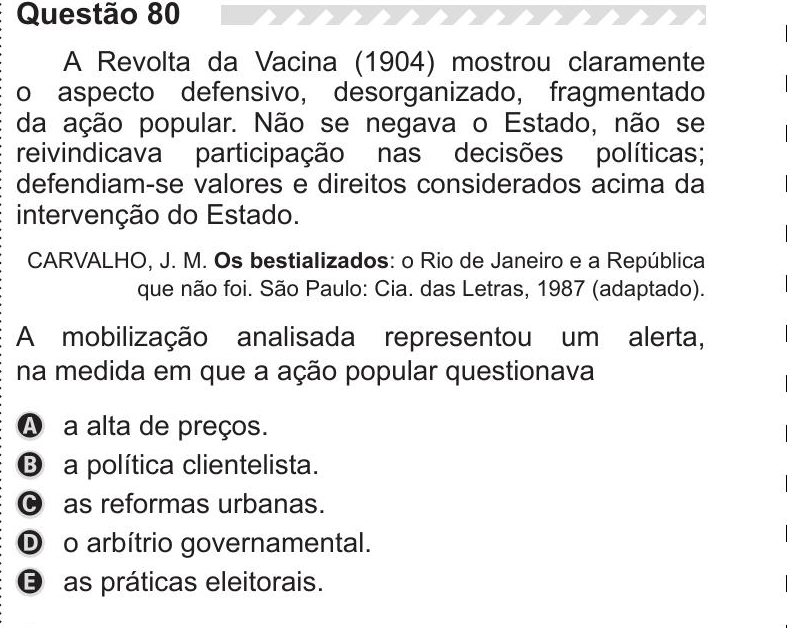 Questão 80
A Revolta da Vacina (1904) mostrou claramente
o aspecto defensivo, desorganizado, fragmentado
da ação popular. Não se negava o Estado, não se
reivindicava participação nas decisões políticas;
defendiam-se valores e direitos considerados acima da
intervenção do Estado.
CARVALHO, J. M. Os bestializados: o Rio de Janeiro e a República
que não foi. São Paulo: Cia. das Letras, 1987 (adaptado).
A mobilização analisada representou um alerta,
na medida em que a ação popular questionava
A a alta de preços.
B a política clientelista.
C as reformas urbanas.
D o arbítrio governamental.
E as práticas eleitorais.